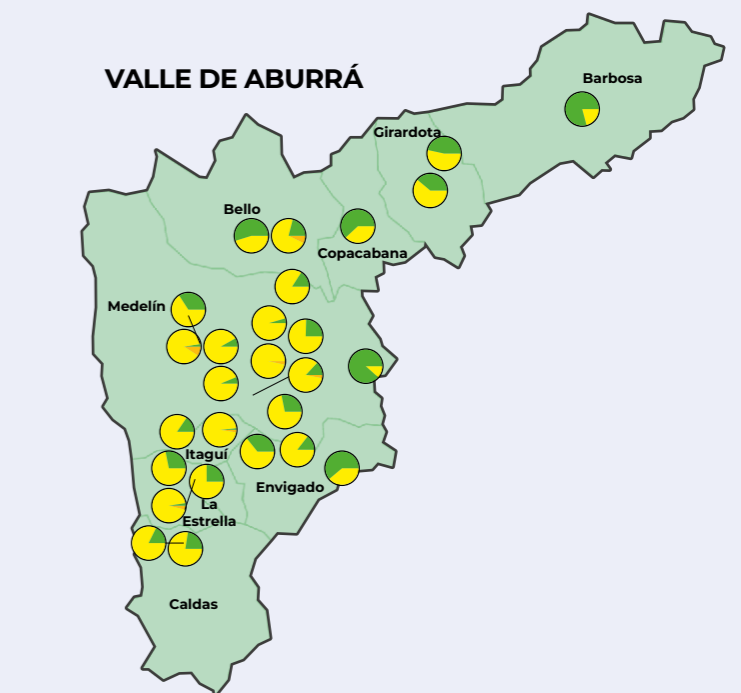 VALLE DE ABURRÁ
Barbosa
Girardota
Bello
Copacabana
Medelín
Itaguí
Envigado
La
Estrella
Caldas